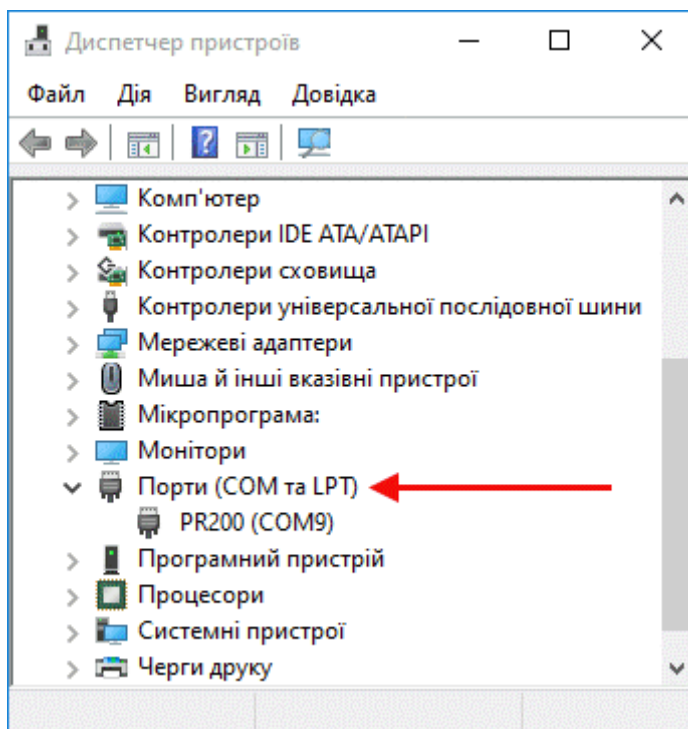 Диспетчер пристроїв
Файл Дія Вигляд Довідка
Комп'ютер
Контролери IDE ATA/ATAPI
Контролери сховища
Контролери універсальної послідовної шини
Мережеві адаптери
Миша й інші вказівні пристрої
Мікропрограма:
Монітори
Порти (COM та LPT)
PR200 (COM9)
Програмний пристрій
Процесори
Системні пристрої
Черги друку